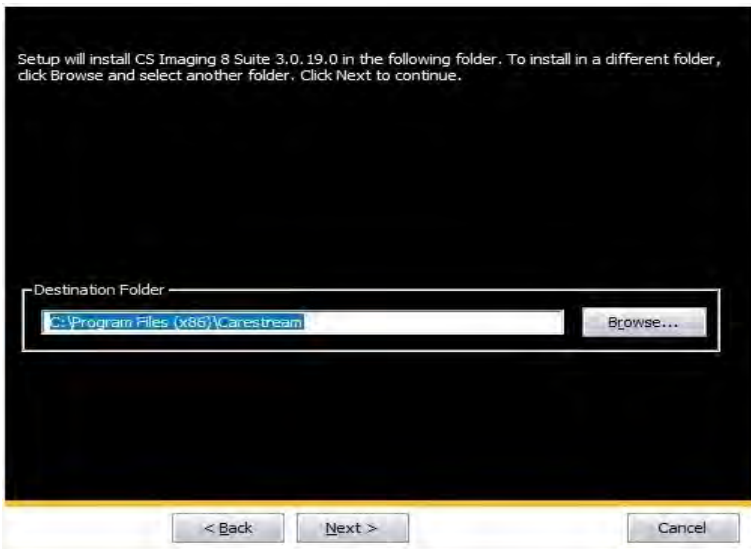 Setup will install CS Imaging 8 Suite 3.0.19.0 in the following folder. To install in a different folder,
click Browse and select another folder. Click Next to continue.
Destination Folder
C:\Program Files (x86)\Carestream
Browse...
< Back
Next >
Cancel